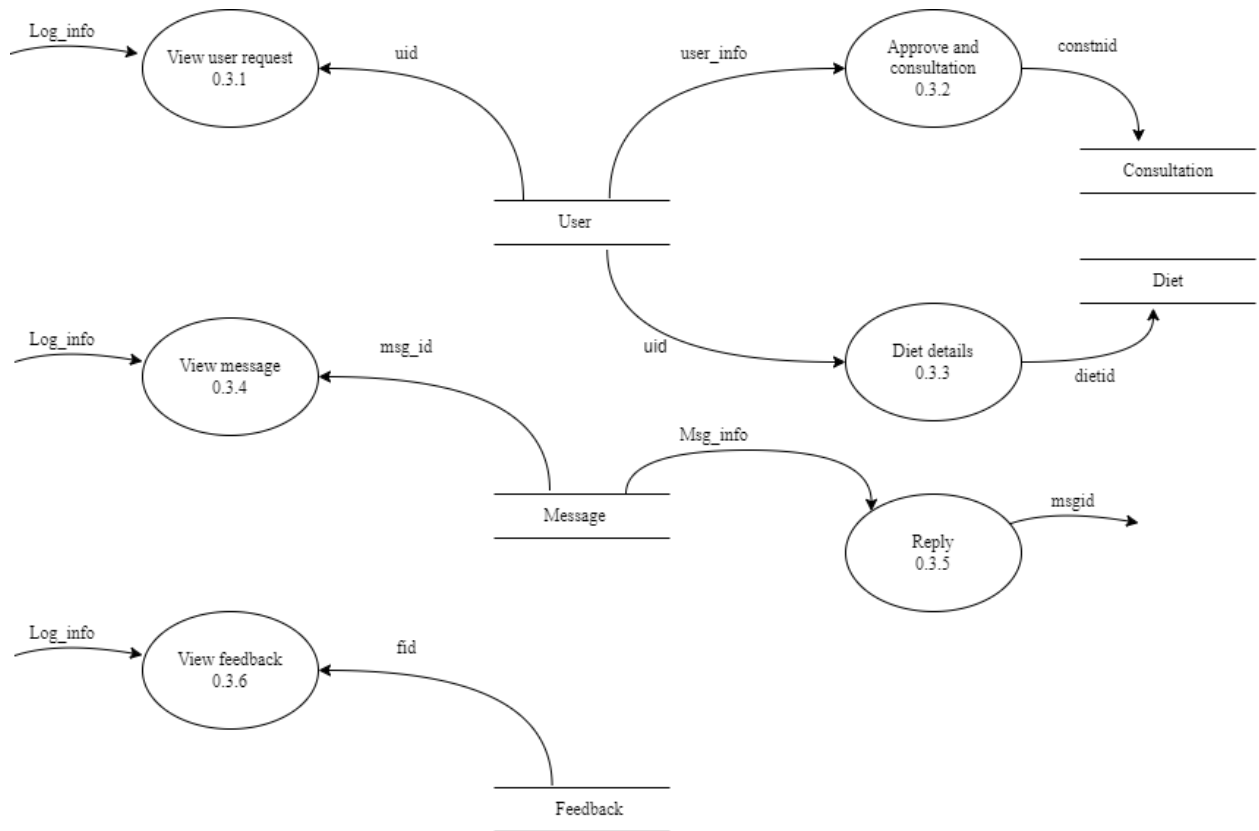 Log_info
View user request
0.3.1
uid
user_info
Approve and
consultation
0.3.2
constnid
Consultation
User
Diet
Log_info
View message
0.3.4
msg_id
uid
Diet details
0.3.3
dietid
Msg_info
Message
Reply
0.3.5
msgid
Log_info
View feedback
0.3.6
fid
Feedback